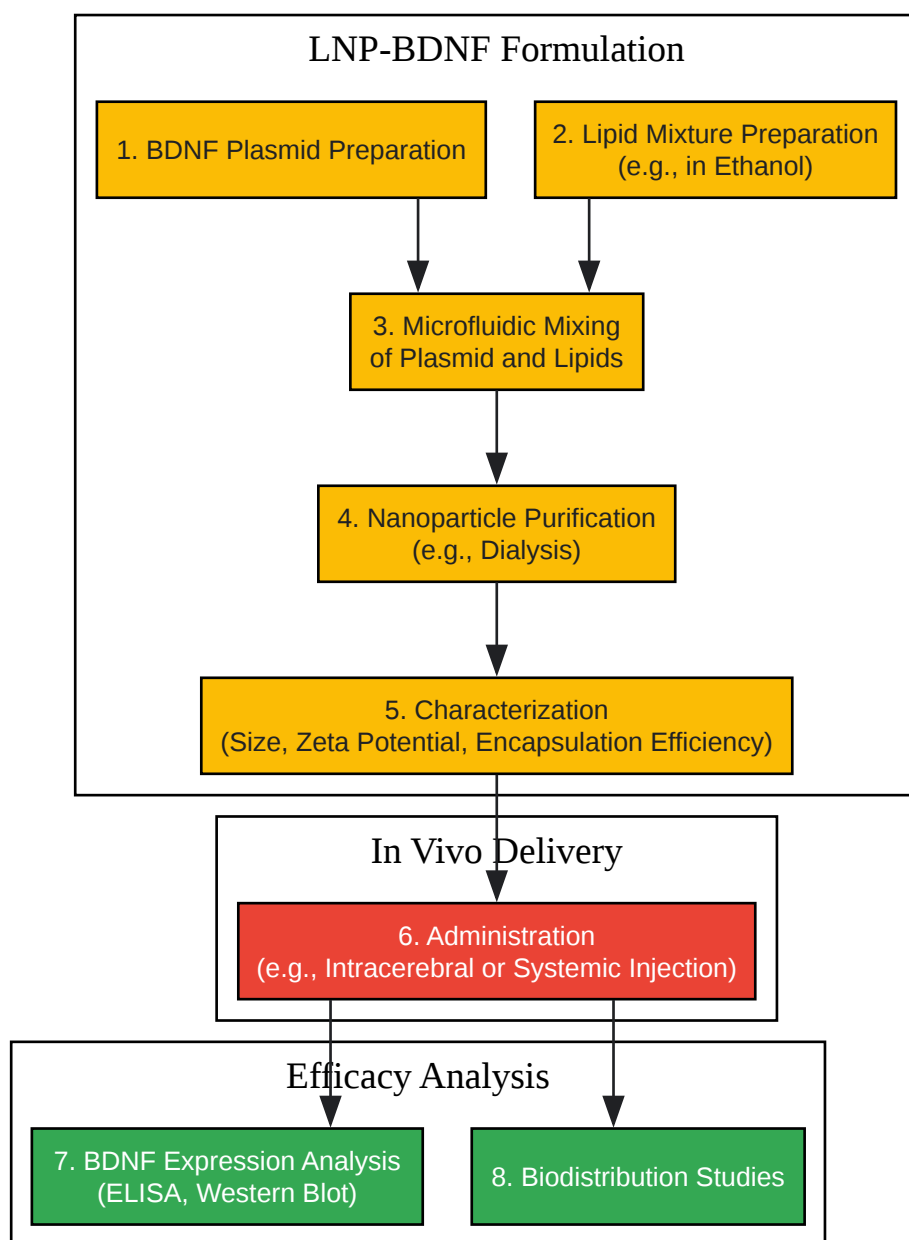 LNP-BDNF Formulation
1. BDNF Plasmid Preparation
2. Lipid Mixture Preparation
(e.g., in Ethanol)
3. Microfluidic Mixing
of Plasmid and Lipids
4. Nanoparticle Purification
(e.g., Dialysis)
5. Characterization
(Size, Zeta Potential, Encapsulation Efficiency)
In Vivo Delivery
6. Administration
(e.g., Intracerebral or Systemic Injection)
Efficacy Analysis
7. BDNF Expression Analysis
(ELISA, Western Blot)
8. Biodistribution Studies